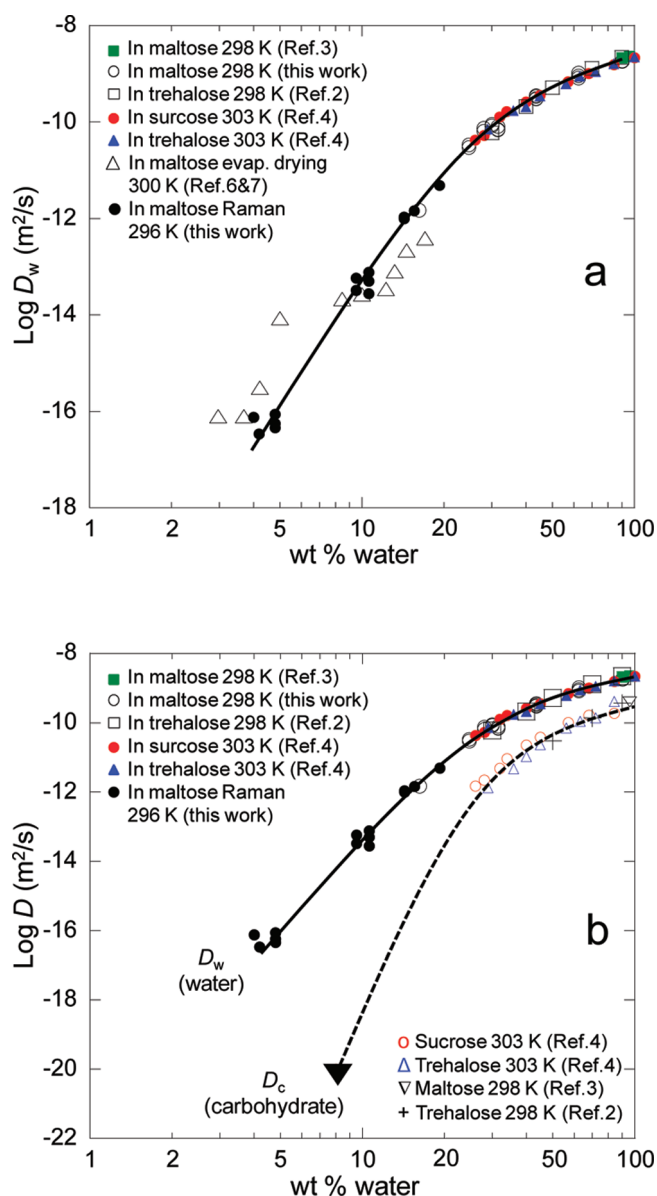 -8
-10
-12
-14
-16
-18
Log Dw (m2/s)
In maltose 298 K (Ref.3)
In maltose 298 K (this work)
In trehalose 298 K (Ref.2)
In surcose 303 K (Ref.4)
In trehalose 303 K (Ref.4)
In maltose evap. drying
300 K (Ref.6&7)
In maltose Raman
296 K (this work)
a
1 2 5 10 20 50 100
wt % water
-8
-10
-12
-14
-16
-18
-20
-22
Log D (m2/s)
In maltose 298 K (Ref.3)
In maltose 298 K (this work)
In trehalose 298 K (Ref.2)
In surcose 303 K (Ref.4)
In trehalose 303 K (Ref.4)
In maltose Raman
296 K (this work)
b
Dw
(water)
Dc
(carbohydrate)
Sucrose 303 K (Ref.4)
Trehalose 303 K (Ref.4)
Maltose 298 K (Ref.3)
Trehalose 298 K (Ref.2)
1 2 5 10 20 50 100
wt % water